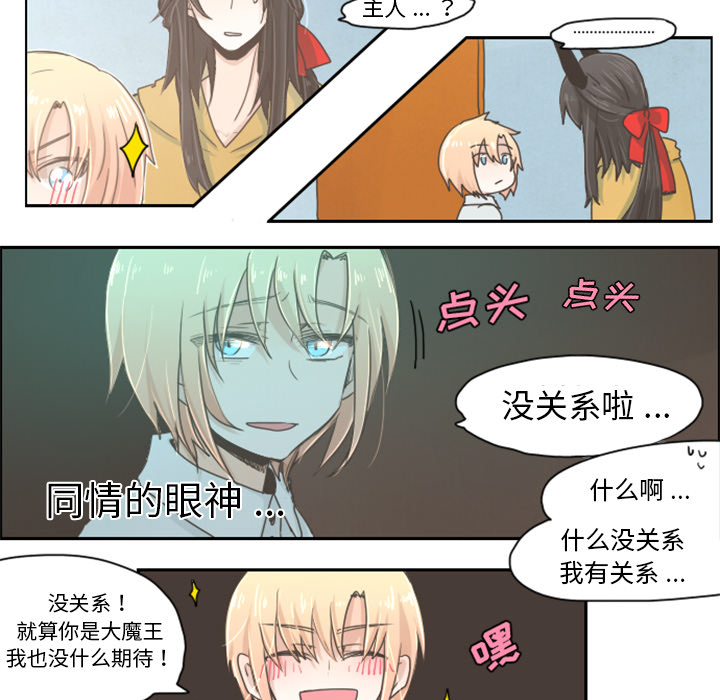 主人 ... ?
........................
点头
点头
没关系啦 ...
同情的眼神 ...
什么啊 ...
什么没关系
我有关系 ...
没关系！
就算你是大魔王
我也没什么期待！
嘿